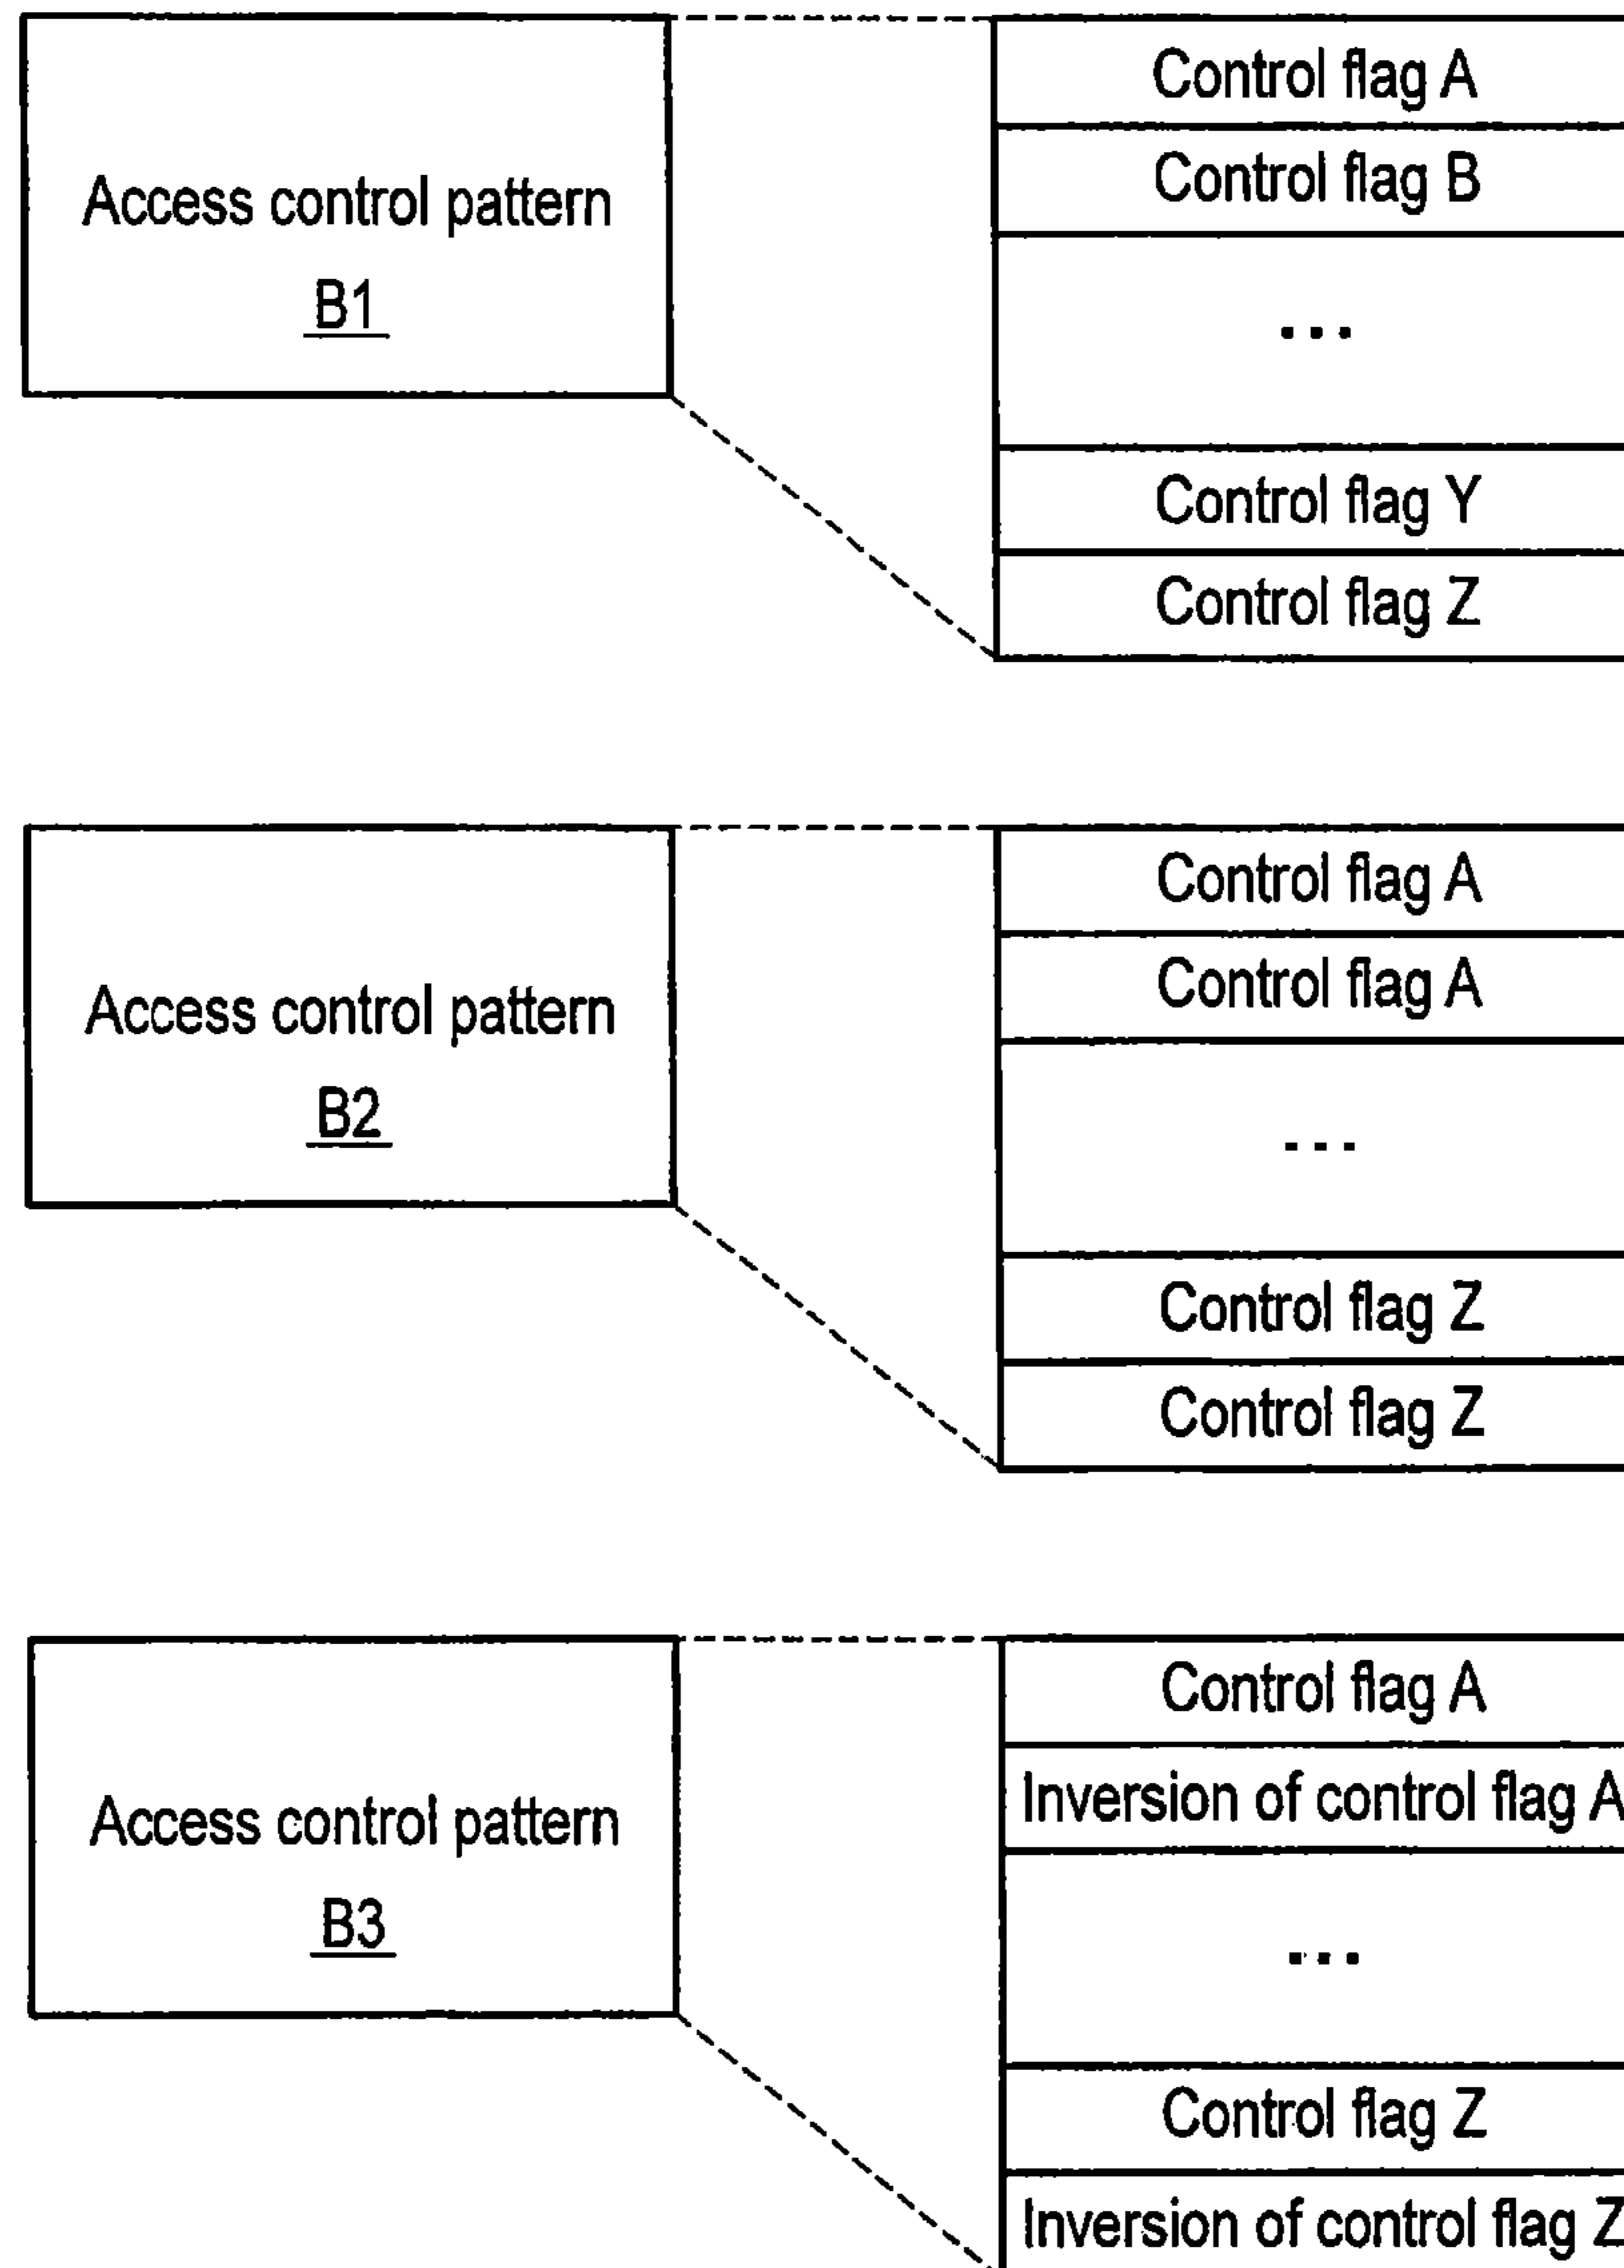 Access control pattern
B1
Control flag A
Control flag B
...
Control flag Y
Control flag Z
Access control pattern
B2
Control flag A
Control flag A
...
Control flag Z
Control flag Z
Access control pattern
B3
Control flag A
Inversion of control flag A
...
Control flag Z
Inversion of control flag Z